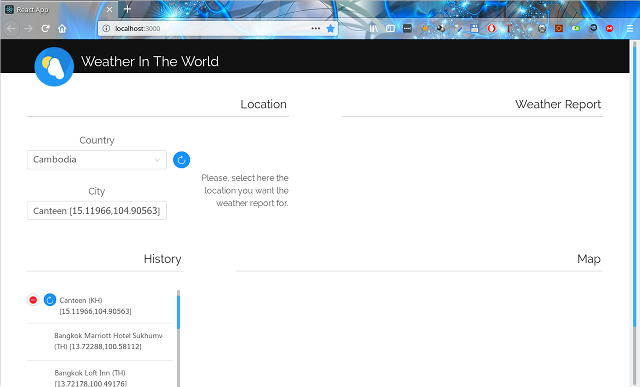 React App
localhost:3000
Weather In The World
Location
Weather Report
Country
Cambodia
City
Canteen [15.11966,104.90563]
Please, select here the
location you want the
weather report for.
History
Map
Canteen (KH)
[15.11966,104.90563]
Bangkok Marriott Hotel Sukhumv
(TH) [13.72288,100.58112]
Bangkok Loft Inn (TH)
[13.72178,100.49176]